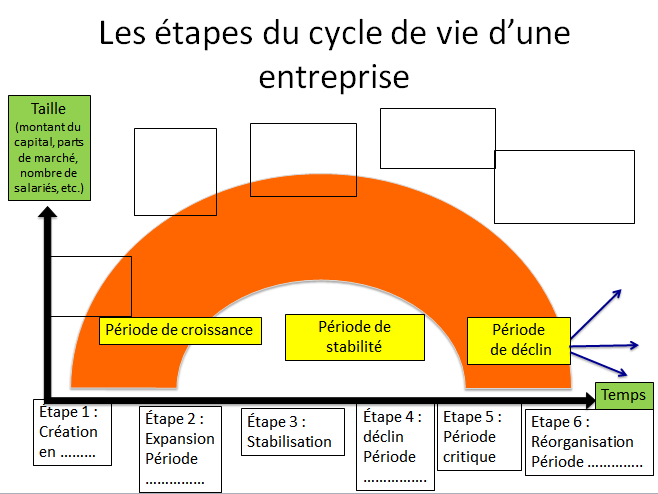 Les étapes du cycle de vie d’une
entreprise
Taille
(montant du
capital, parts
de marché,
nombre de
salariés, etc.)
Période de croissance
Période de
stabilité
Période
de déclin
Temps
Étape 1 :
Création
en ………
Étape 2 :
Expansion
Période
……………
Étape 3 :
Stabilisation
Étape 4 :
déclin
Période
…………….
Étape 5 :
Période
critique
Etape 6 :
Réorganisation
Période …………..